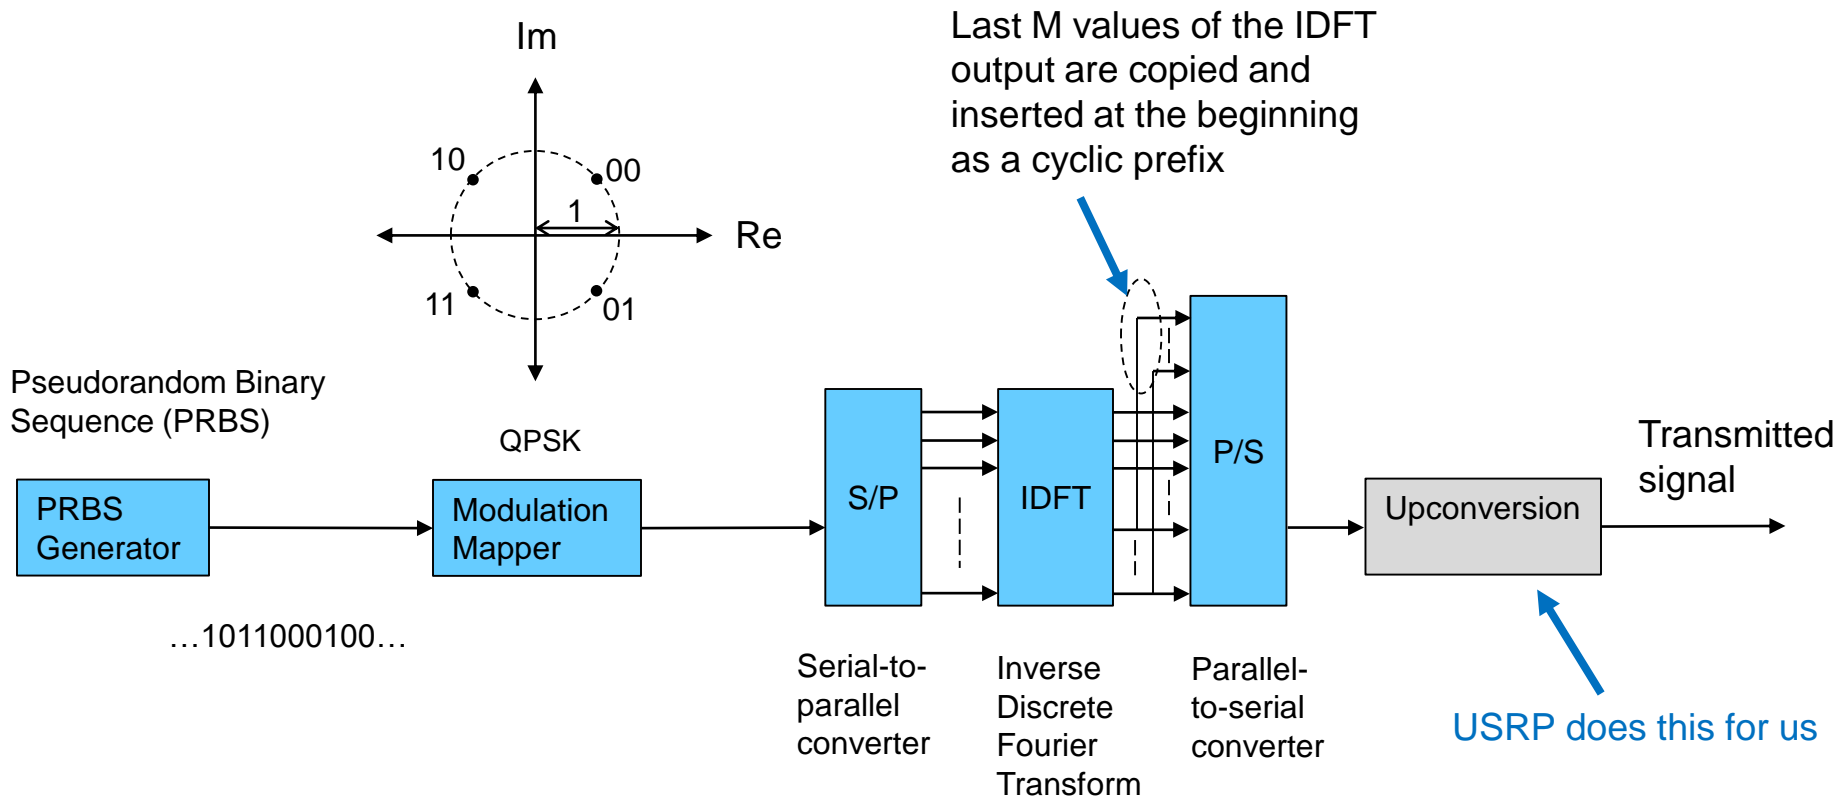 Im
10
00
1
Re
11
01
QPSK
Last M values of the IDFT
output are copied and
inserted at the beginning
as a cyclic prefix
Pseudorandom Binary
Sequence (PRBS)
PRBS
Generator
…1011000100…
Modulation
Mapper
S/P
Serial-to-
parallel
converter
IDFT
Inverse
Discrete
Fourier
Transform
P/S
Parallel-
to-serial
converter
Upconversion
Transmitted
signal
USRP does this for us